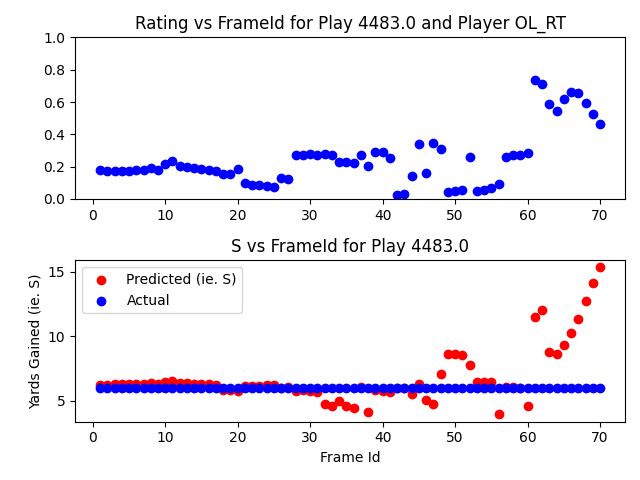 Rating vs FrameId for Play 4483.0 and Player OL_RT
1.0
0.8
0.6
0.4
0.2
0.0
0 10 20 30 40 50 60 70
S vs FrameId for Play 4483.0
Predicted (ie. S)
Actual
Yards Gained (ie. S)
15
10
5
0 10 20 30 40 50 60 70
Frame Id